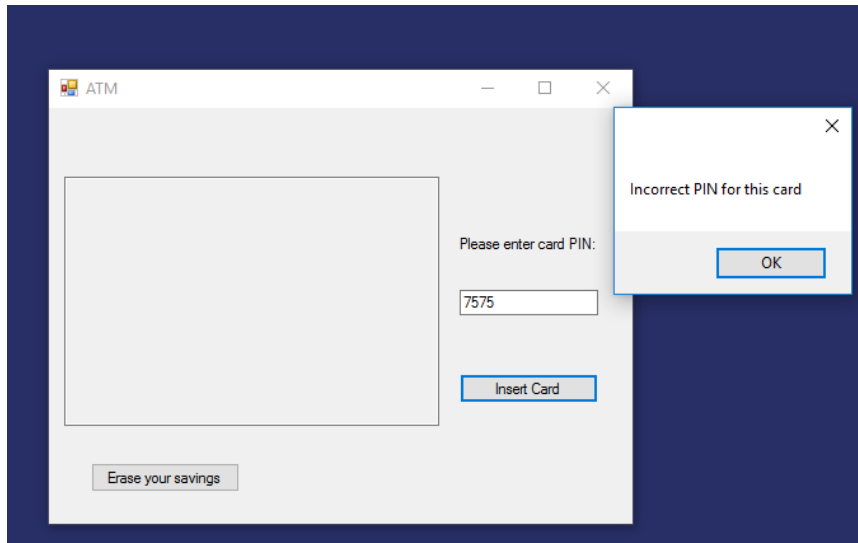 ATM
Incorrect PIN for this card
OK
Please enter card PIN:
7575
Insert Card
Erase your savings